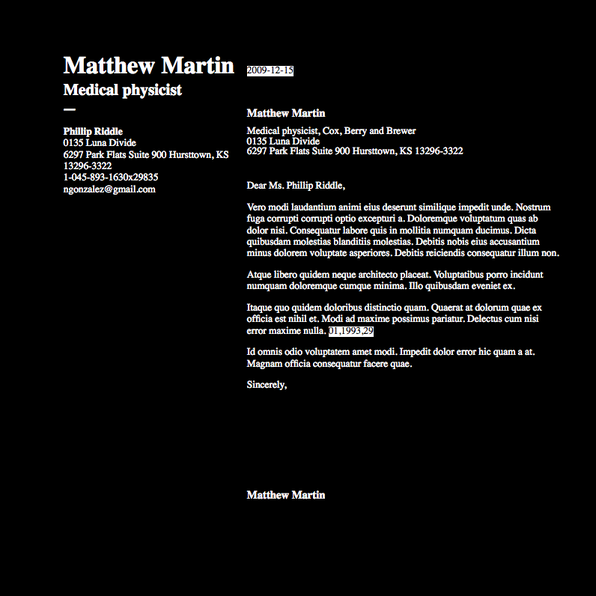 Matthew Martin
Medical physicist
Phillip Riddle
0135 Luna Divide
6297 Park Flats Suite 900 Hursttown, KS
13296-3322
1-045-893-1630x29835
ngonzalez@gmail.com
2009-12-15
Matthew Martin
Medical physicist, Cox, Berry and Brewer
0135 Luna Divide
6297 Park Flats Suite 900 Hursttown, KS 13296-3322
Dear Ms. Phillip Riddle,
Vero modi laudantium animi eius deserunt similique impedit unde. Nostrum
fuga corrupti corrupti optio excepturi a. Doloremque voluptatum quas ab
dolor nisi. Consequatur labore quis in mollitia numquam ducimus. Dicta
quibusdam molestias blanditiis molestias. Debitis nobis eius accusantium
minus dolorem voluptate asperiores. Debitis reiciendis consequatur illum non.
Atque libero quidem neque architecto placeat. Voluptatibus porro incidunt
numquam doloremque cumque minima. Illo quibusdam eveniet ex.
Itaque quo quidem doloribus distinctio quam. Quaerat at dolorum quae ex
officia est nihil et. Modi ad maxime possimus pariatur. Delectus cum nisi
error maxime nulla. 01,1993,29
Id omnis odio voluptatem amet modi. Impedit dolor error hic quam a at.
Magnam officia consequatur facere quae.
Sincerely,
Matthew Martin